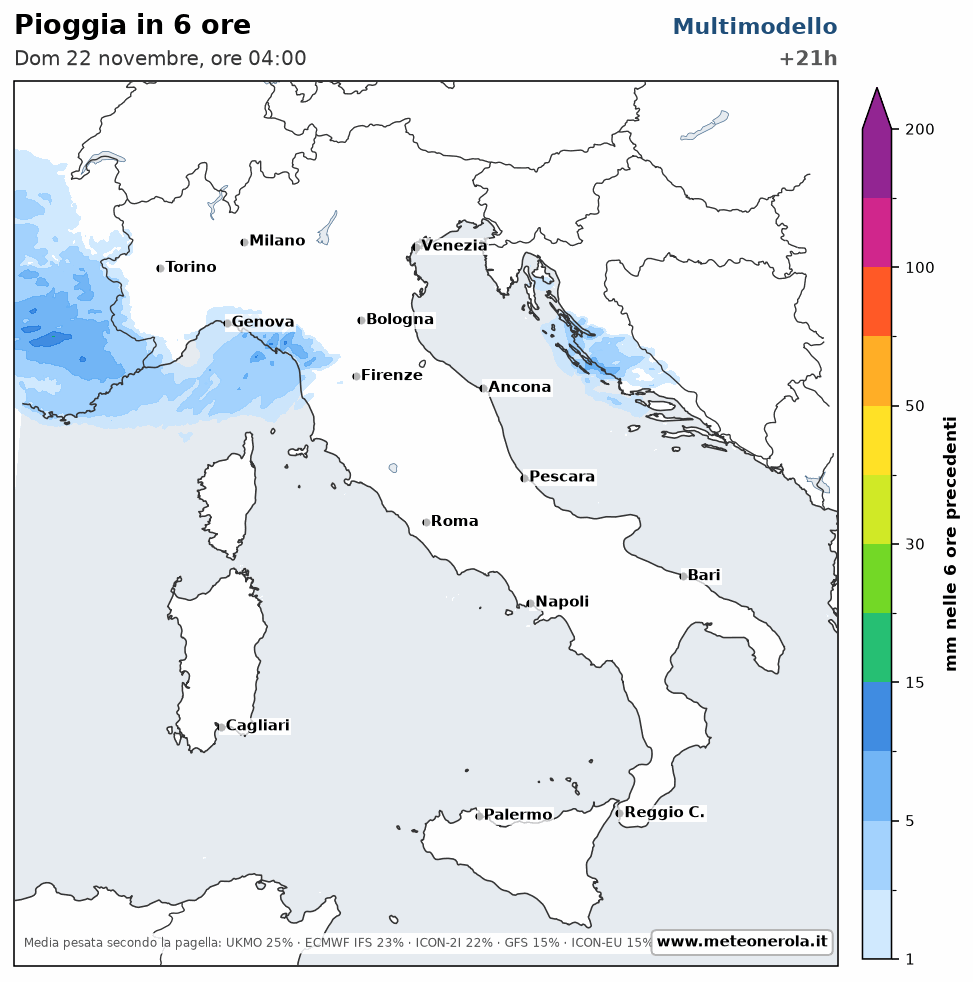 Pioggia in 6 ore
Multimodello
Dom 22 novembre, ore 04:00
+21h
Milano
Venezia
Torino
Genova
Bologna
Firenze
Ancona
Pescara
Roma
Bari
Napoli
Cagliari
Palermo
Reggio C.
200
100
50
30
15
5
1
mm nelle 6 ore precedenti
Media pesata secondo la pagella: UKMO 25% · ECMWF IFS 23% · ICON-2I 22% · GFS 15% · ICON-EU 15%
www.meteonerola.it